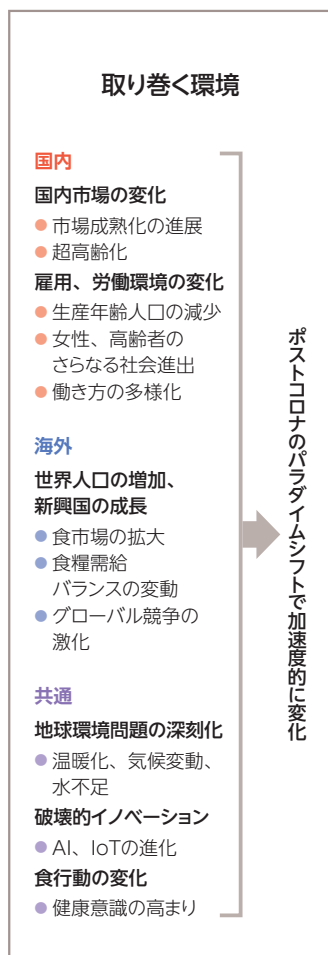 取り巻く環境
国内
国内市場の変化
● 市場成熟化の進展
● 超高齢化
雇用、労働環境の変化
● 生産年齢人口の減少
● 女性、高齢者の
さらなる社会進出
● 働き方の多様化
海外
世界人口の増加、
新興国の成長
● 食市場の拡大
● 食糧需給
バランスの変動
● グローバル競争の
激化
共通
地球環境問題の深刻化
● 温暖化、気候変動、
水不足
破壊的イノベーション
● AI、IoTの進化
食行動の変化
● 健康意識の高まり
ポストコロナのパラダイムシフトで加速度的に変化